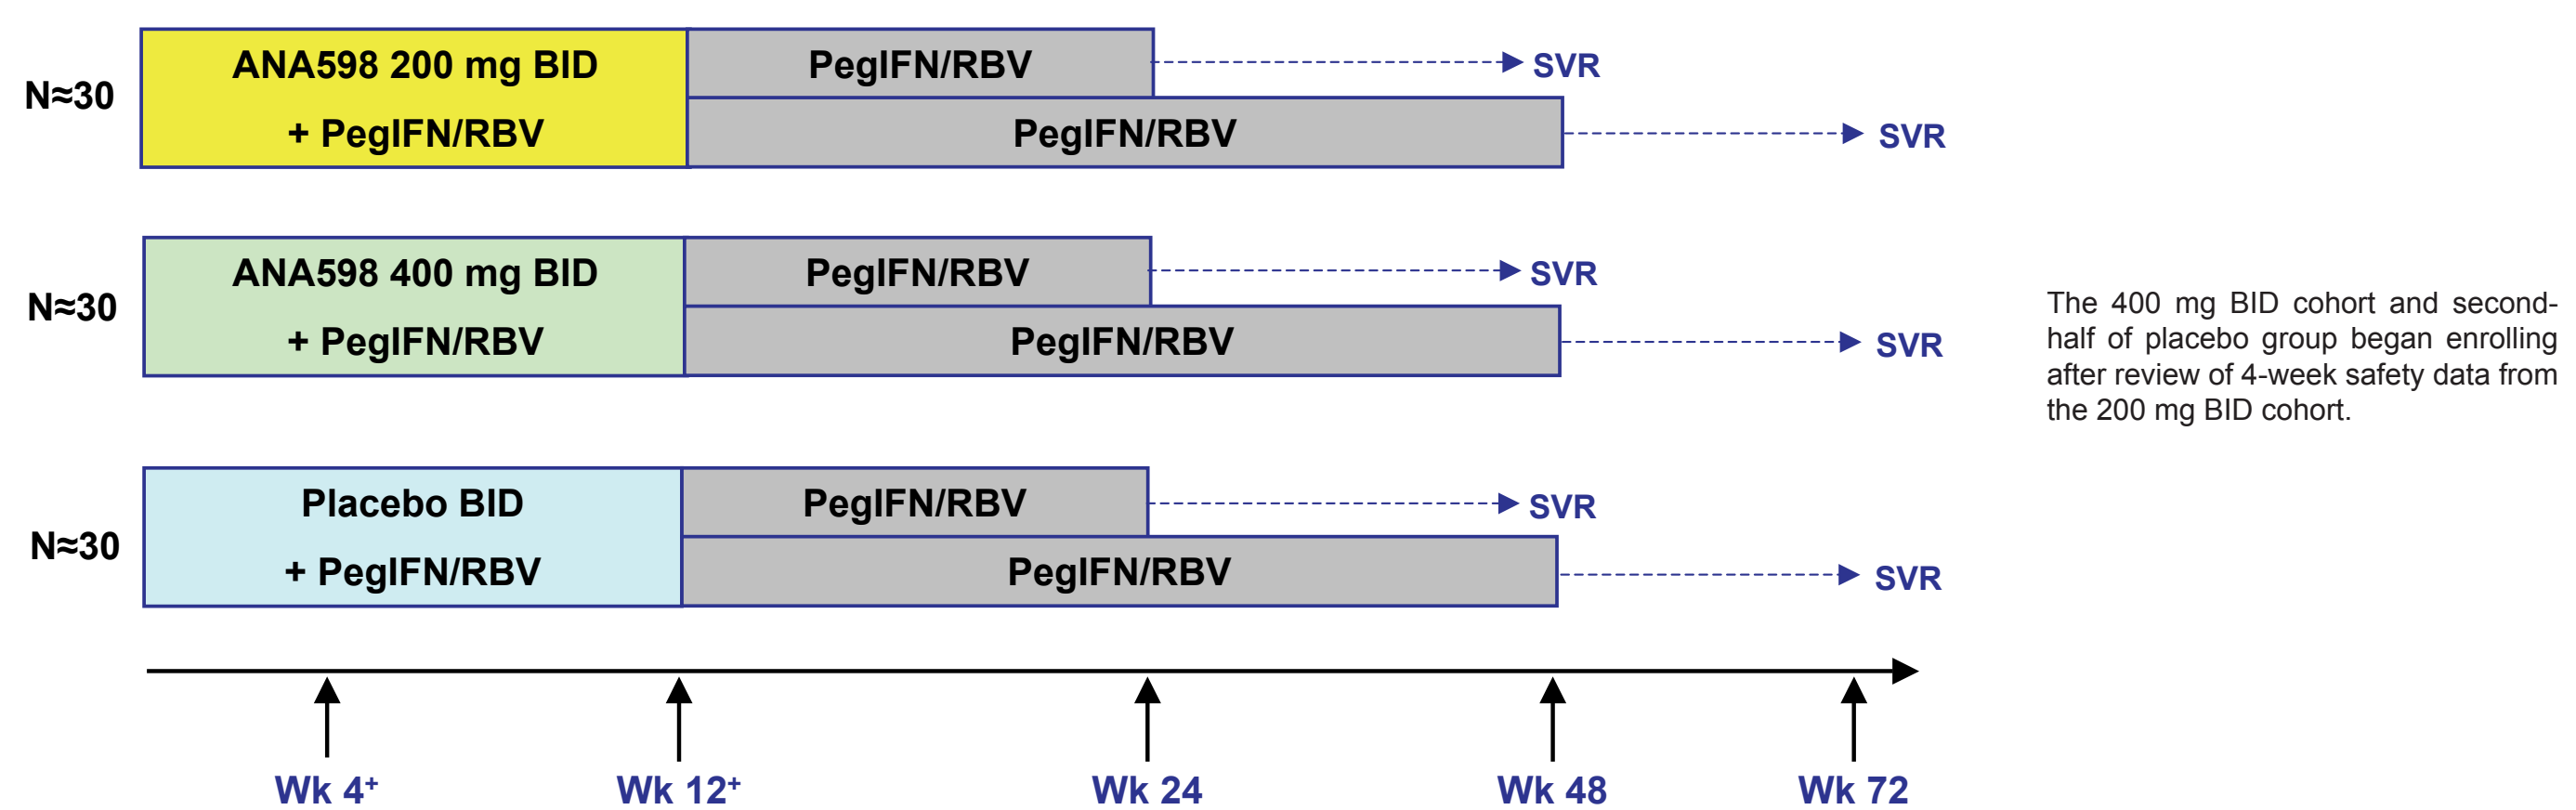 N≈30
ANA598 200 mg BID
+ PegIFN/RBV
PegIFN/RBV
SVR
PegIFN/RBV
SVR
N≈30
ANA598 400 mg BID
+ PegIFN/RBV
PegIFN/RBV
SVR
PegIFN/RBV
SVR
The 400 mg BID cohort and second-
half of placebo group began enrolling
after review of 4-week safety data from
the 200 mg BID cohort.
N≈30
Placebo BID
+ PegIFN/RBV
PegIFN/RBV
SVR
PegIFN/RBV
SVR
Wk 4⁺ Wk 12⁺ Wk 24 Wk 48 Wk 72